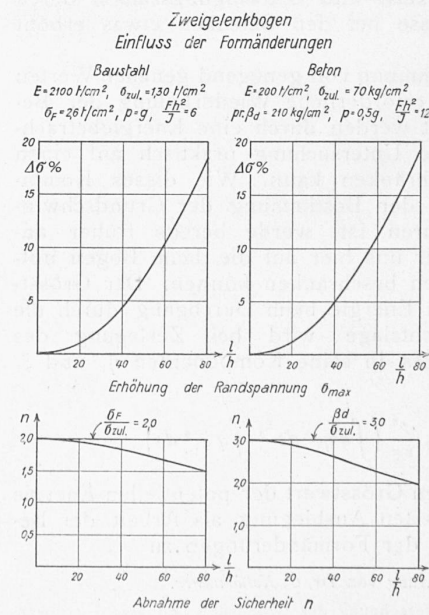 Zweigelenkbogen
Einfluss der Formänderungen
Baustahl
E=2100 t/cm², σzul.=1,30 t/cm²
σF=2,6 t/cm², p=g, Fh²/J=6
Beton
E=200 t/cm² σzul.=70 kg/cm²
pr,βd=210 kg/cm², p=0,5g, Fh²/J=12
20
Δσ%
15
10
5
20 40 60 80 l/h
20
Δσ%
15
10
5
20 40 60 80 l/h
Erhöhung der Randspannung σmax
n
σF/σzul.=2,0
2,0
1,5
1,0
0,5
20 40 60 80 l/h
n
βd/σzul.=3,0
3,0
2,0
1,0
20 40 60 80 l/h
Abnahme der Sicherheit n